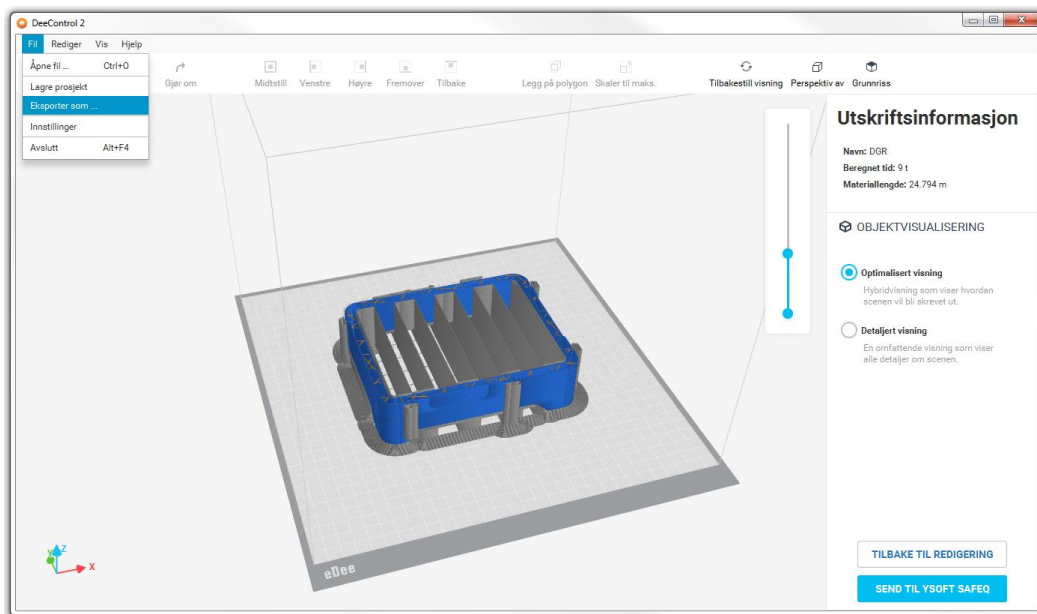 DeeControl 2
Fil Rediger Vis Hjelp
Åpne fil ... Ctrl+O
Lagre prosjekt
Eksporter som ...
Innstillinger
Avslutt Alt+F4
Gjør om Midtstill Venstre Høyre Fremover Tilbake Legg på polygon Skaler til maks. Tilbakestill visning Perspektiv av Grunnriss
Utskriftsinformasjon
Navn: DGR
Beregnet tid: 9 t
Materiallengde: 24.794 m
OBJEKTVISUALISERING
Optimalisert visning
Hybridvisning som viser hvordan
scenen vil bli skrevet ut.
Detaljert visning
En omfattende visning som viser
alle detaljer om scenen.
eDee
Y Z X
TILBAKE TIL REDIGERING
SEND TIL YSOFT SAFEQ